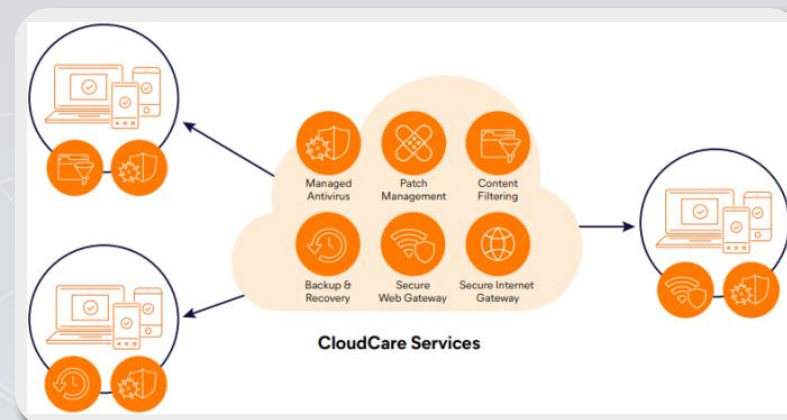 Managed
Antivirus
Patch
Management
Content
Filtering
Backup &
Recovery
Secure
Web Gateway
Secure Internet
Gateway
CloudCare Services